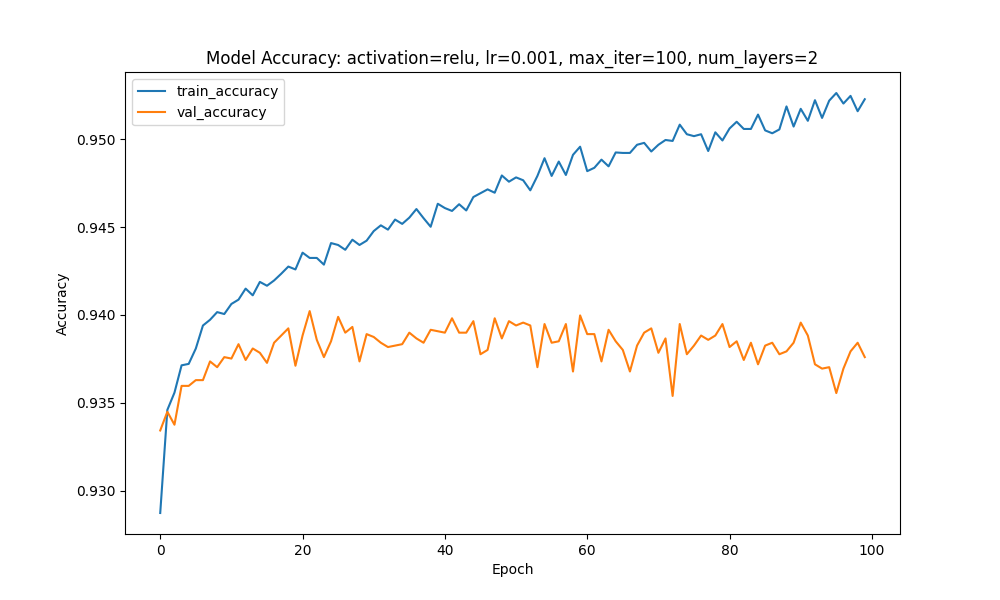 Model Accuracy: activation=relu, lr=0.001, max_iter=100, num_layers=2
train_accuracy
val_accuracy
0.950
0.945
0.940
0.935
0.930
Accuracy
0 20 40 60 80 100
Epoch